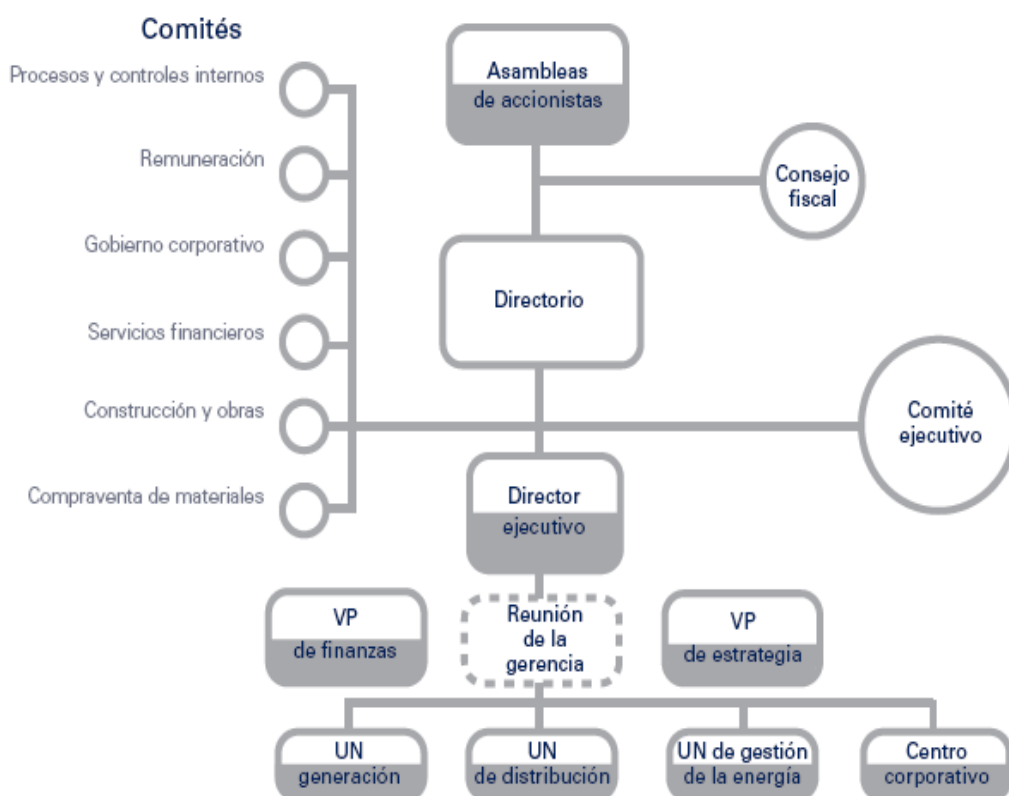 Comités
Procesos y controles internos
Remuneración
Gobierno corporativo
Servicios financieros
Construcción y obras
Compraventa de materiales
Asambleas
de accionistas
Consejo
fiscal
Directorio
Comité
ejecutivo
Director
ejecutivo
VP
de finanzas
Reunión
de la
gerencia
VP
de estrategia
UN
generación
UN
de distribución
UN de gestión
de la energía
Centro
corporativo